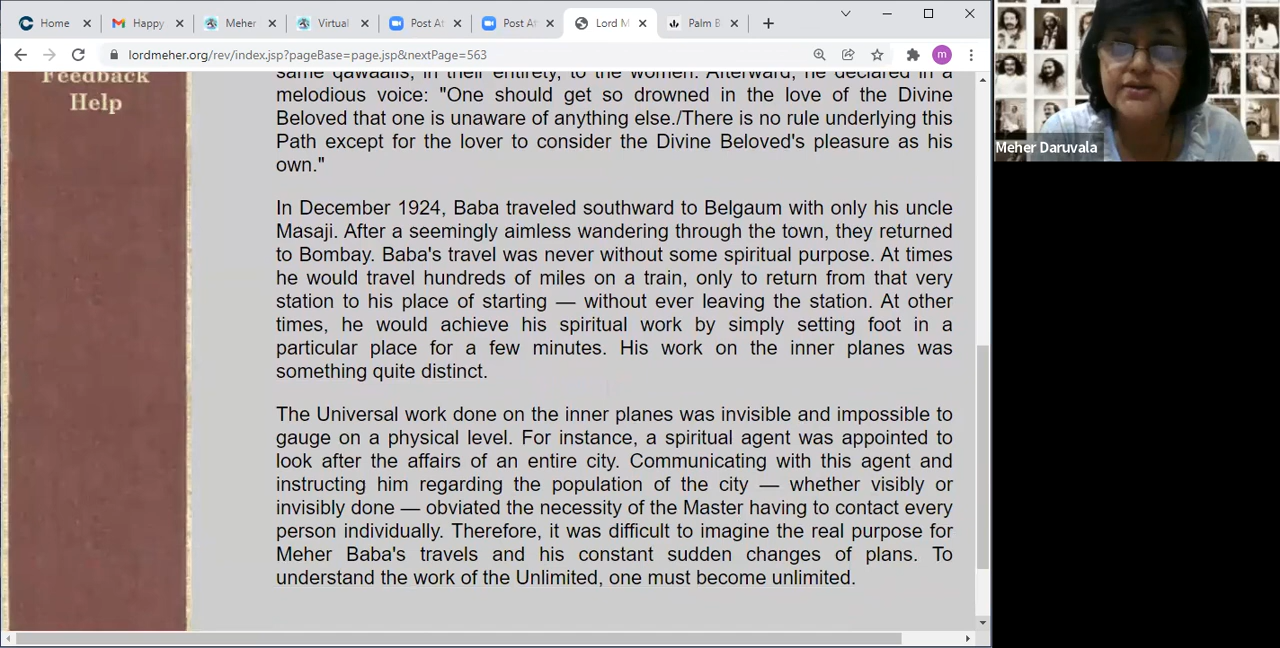 Home
Happy
Meher
Virtual
Post At
Post At
Lord M
Palm B
lordmeher.org/rev/index.jsp?pageBase=page.jsp&nextPage=563
m
Feedback
Help
same qawaalis, in their entirety, to the women. Afterward, he declared in a
melodious voice: "One should get so drowned in the love of the Divine
Beloved that one is unaware of anything else./There is no rule underlying this
Path except for the lover to consider the Divine Beloved's pleasure as his
own."
In December 1924, Baba traveled southward to Belgaum with only his uncle
Masaji. After a seemingly aimless wandering through the town, they returned
to Bombay. Baba's travel was never without some spiritual purpose. At times
he would travel hundreds of miles on a train, only to return from that very
station to his place of starting — without ever leaving the station. At other
times, he would achieve his spiritual work by simply setting foot in a
particular place for a few minutes. His work on the inner planes was
something quite distinct.
The Universal work done on the inner planes was invisible and impossible to
gauge on a physical level. For instance, a spiritual agent was appointed to
look after the affairs of an entire city. Communicating with this agent and
instructing him regarding the population of the city — whether visibly or
invisibly done — obviated the necessity of the Master having to contact every
person individually. Therefore, it was difficult to imagine the real purpose for
Meher Baba's travels and his constant sudden changes of plans. To
understand the work of the Unlimited, one must become unlimited.
Meher Daruvala